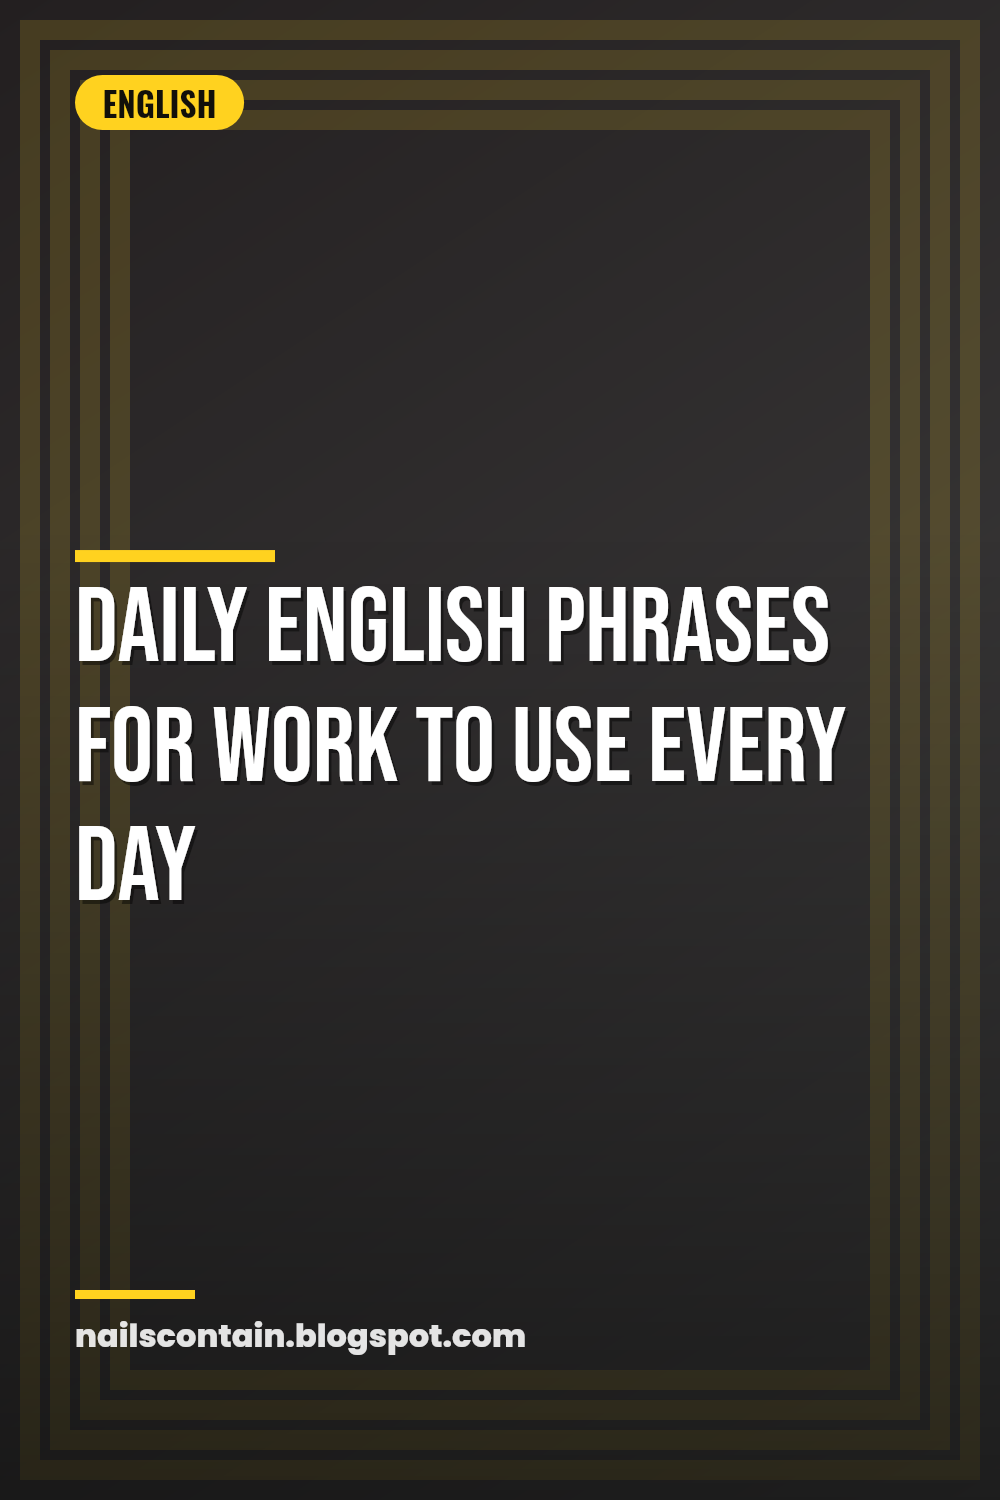 ENGLISH
DAILY ENGLISH PHRASES
FOR WORK TO USE EVERY
DAY
nailscontain.blogspot.com